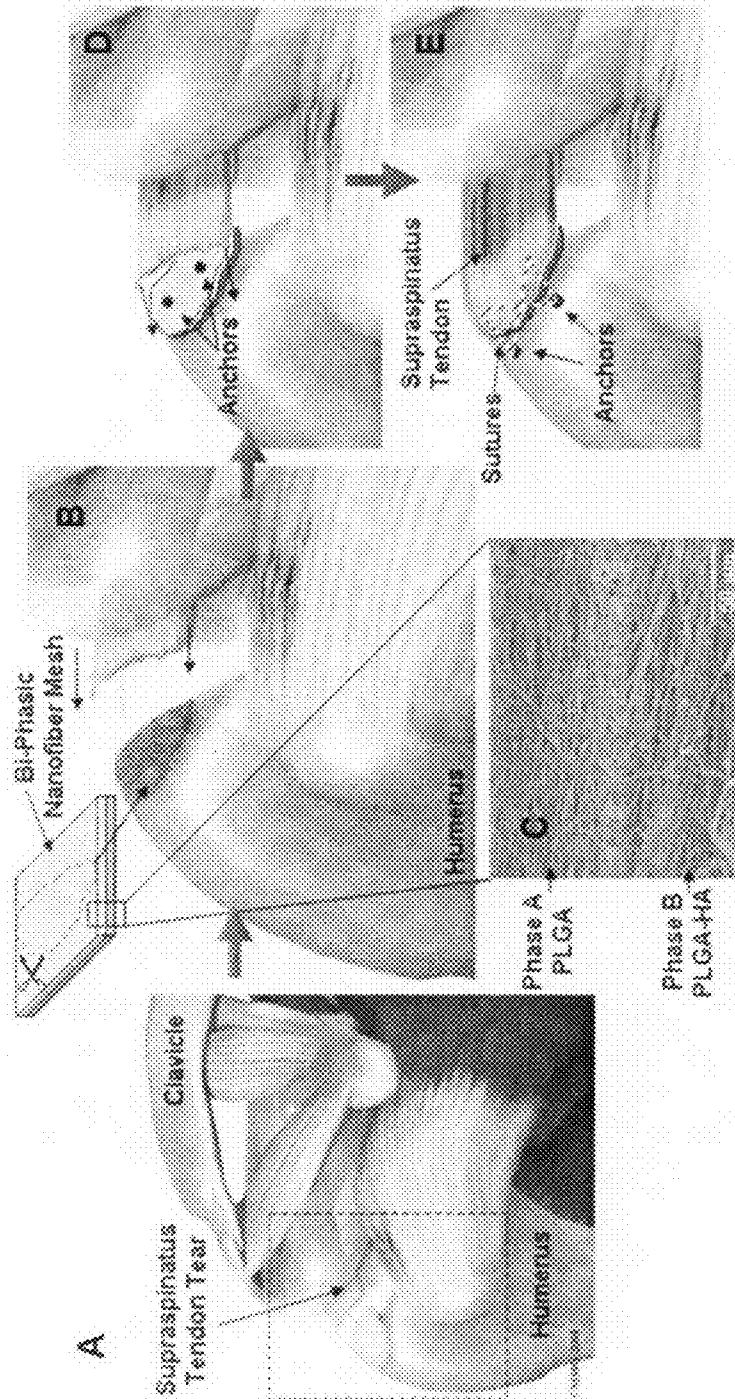 A
Supraspinatus
Tendon Tear
Clavicle
Humerus
Bi-Phasic
Nanofiber Mesh
B
Humerus
Phase A
PLGA
C
Phase B
PLGA-HA
D
Anchors
E
Supraspinatus
Tendon
Sutures
Anchors